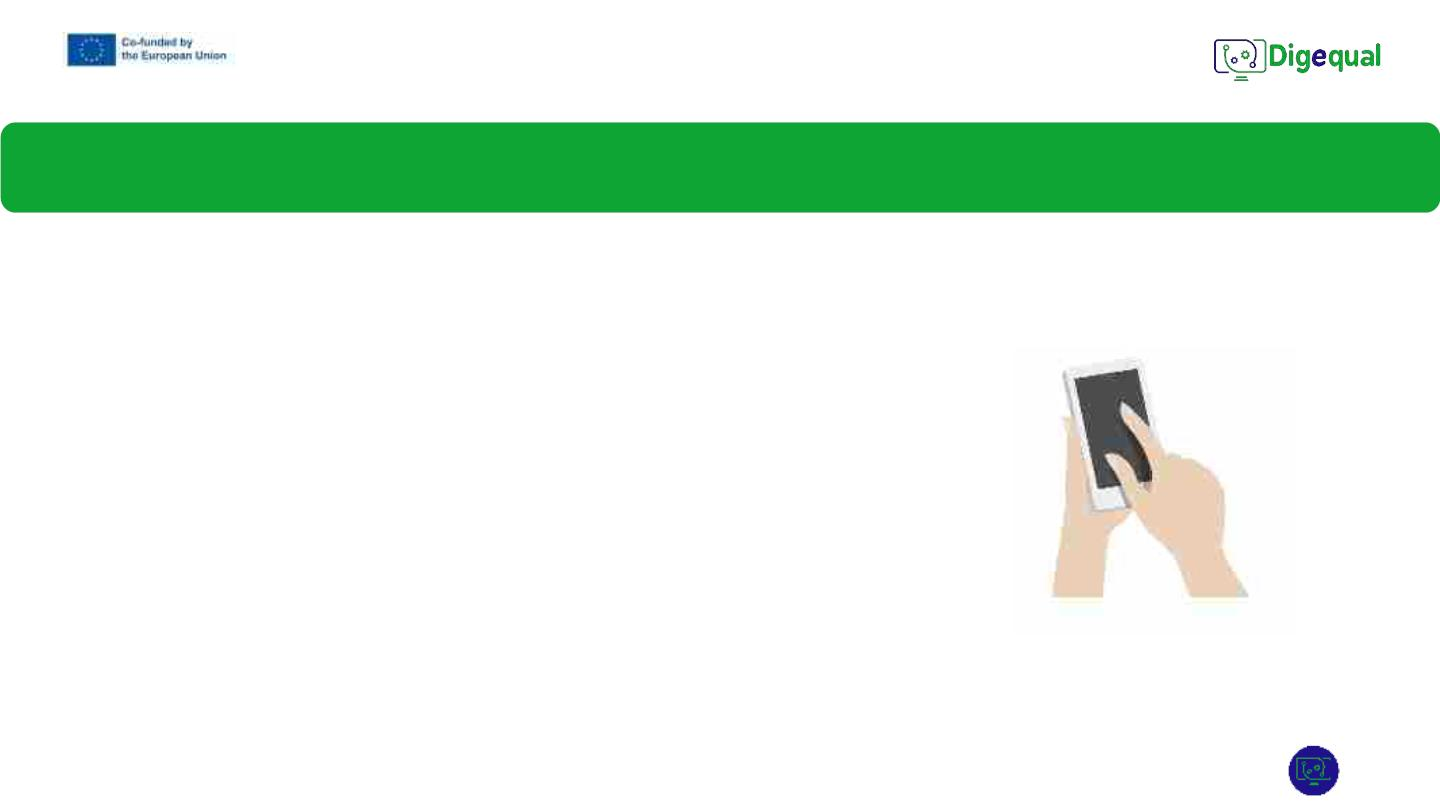 Co-funded by
the European Union
Digequal